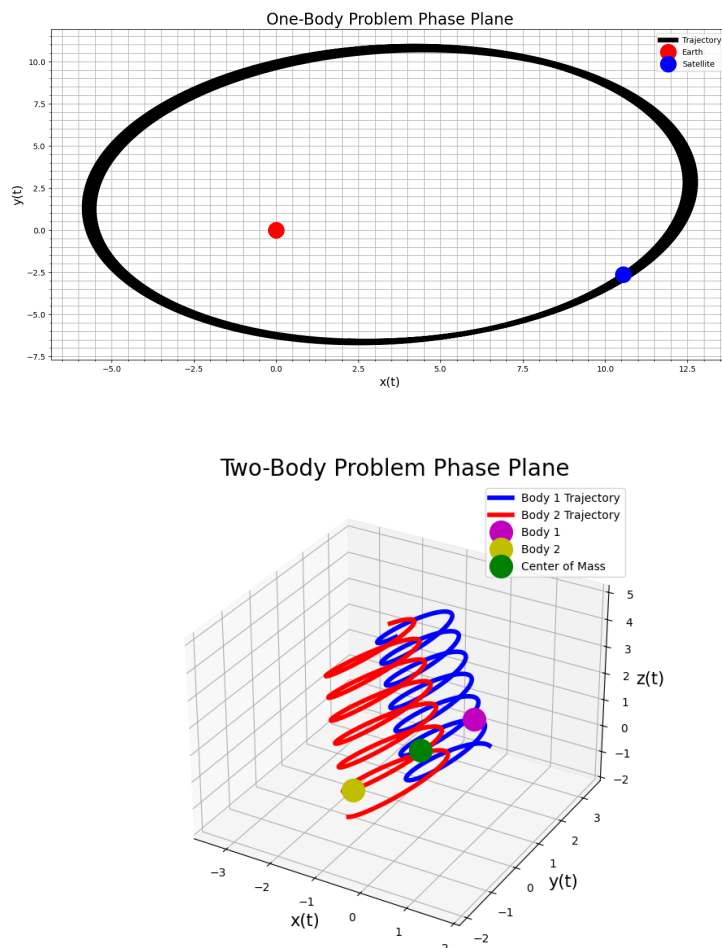 One-Body Problem Phase Plane
Trajectory
Earth
Satellite
10.0
7.5
5.0
2.5
0.0
−2.5
−5.0
−7.5
y(t)
−5.0 −2.5 0.0 2.5 5.0 7.5 10.0 12.5
x(t)
Two-Body Problem Phase Plane
Body 1 Trajectory
Body 2 Trajectory
Body 1
Body 2
Center of Mass
5
4
3
2
1
0
−1
−2
z(t)
3
2
1
0
−1
−2
y(t)
−3 −2 −1 0 1 2
x(t)